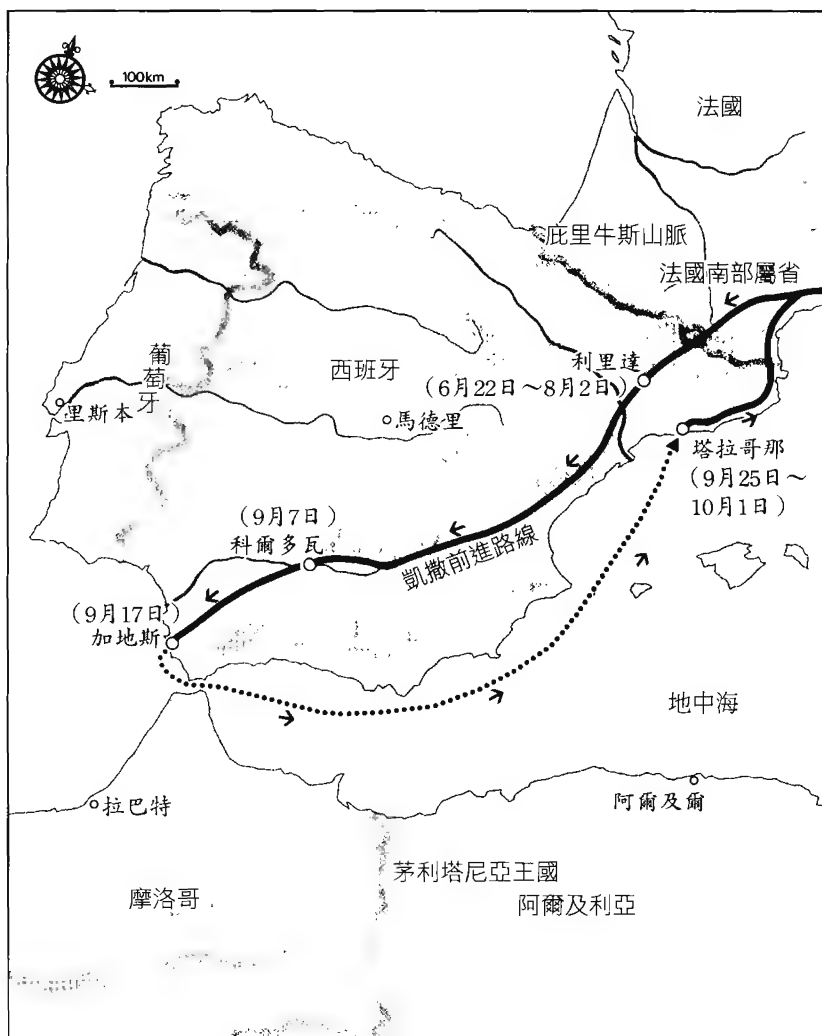 100km
法國
庇里牛斯山脈
法國南部屬省
利里達
(6月22日～8月2日)
葡萄牙
西班牙
里斯本
馬德里
塔拉哥那
(9月25日～
10月1日)
(9月7日)
科爾多瓦
凱撒前進路線
(9月17日)
加地斯
地中海
拉巴特
阿爾及爾
茅利塔尼亞王國
摩洛哥
阿爾及利亞